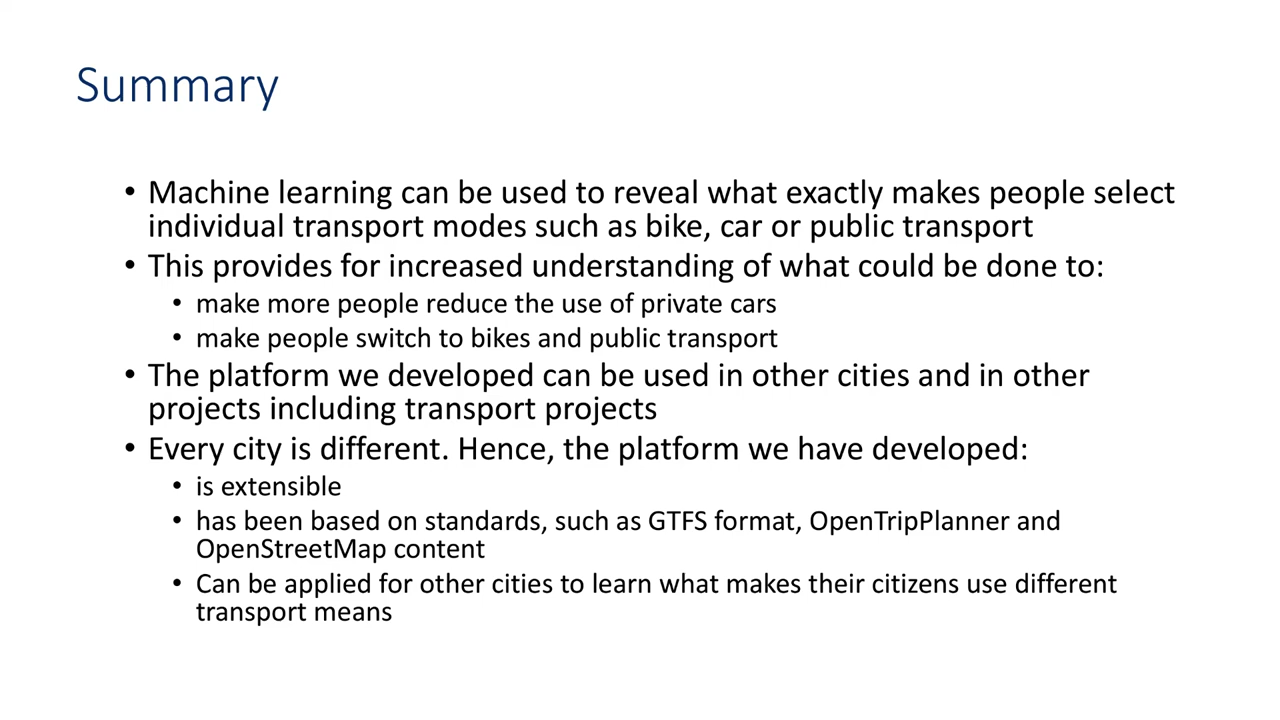 Summary
• Machine learning can be used to reveal what exactly makes people select
individual transport modes such as bike, car or public transport
• This provides for increased understanding of what could be done to:
• make more people reduce the use of private cars
• make people switch to bikes and public transport
• The platform we developed can be used in other cities and in other
projects including transport projects
• Every city is different. Hence, the platform we have developed:
• is extensible
• has been based on standards, such as GTFS format, OpenTripPlanner and
OpenStreetMap content
• Can be applied for other cities to learn what makes their citizens use different
transport means